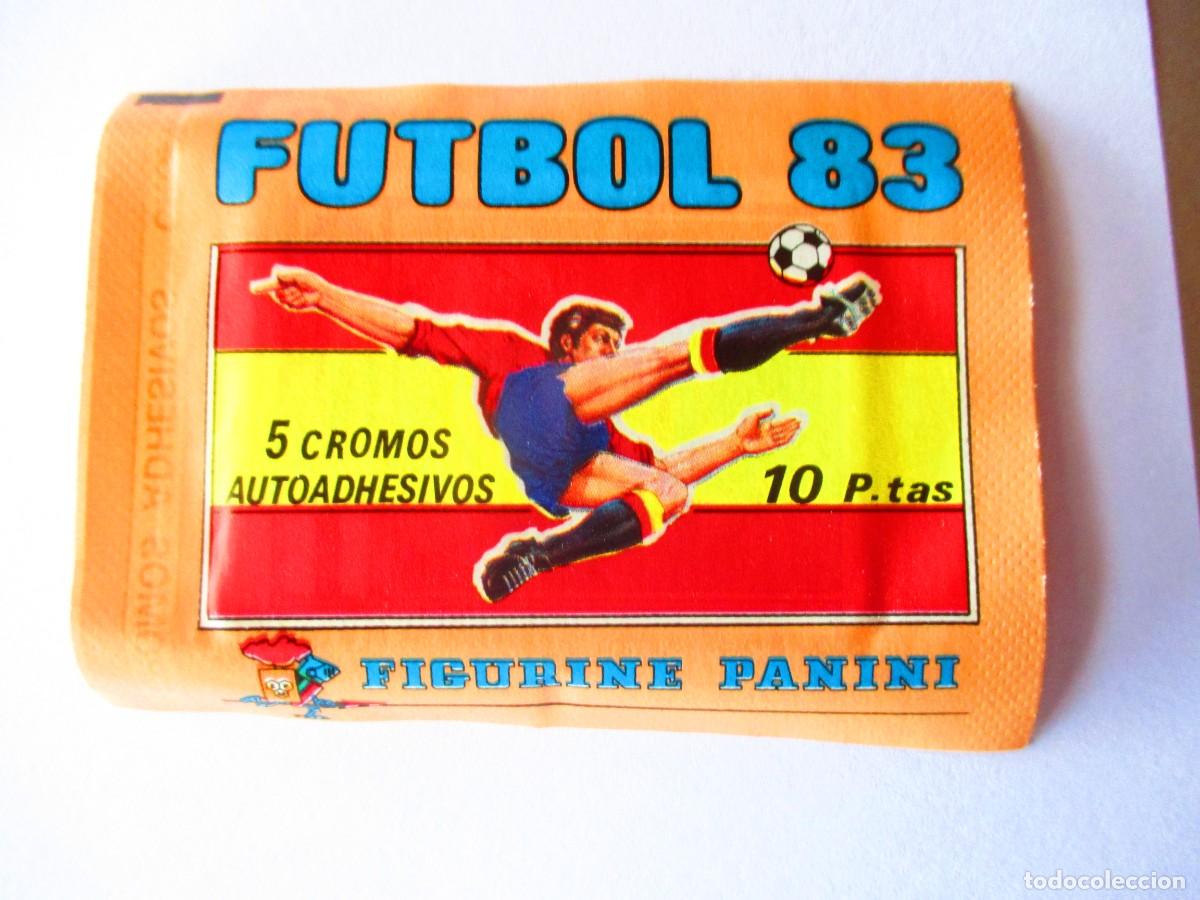 FUTBOL 83
5 CROMOS
AUTOADHESIVOS
10 P.tas
FIGURINE PANINI
todocoleccion